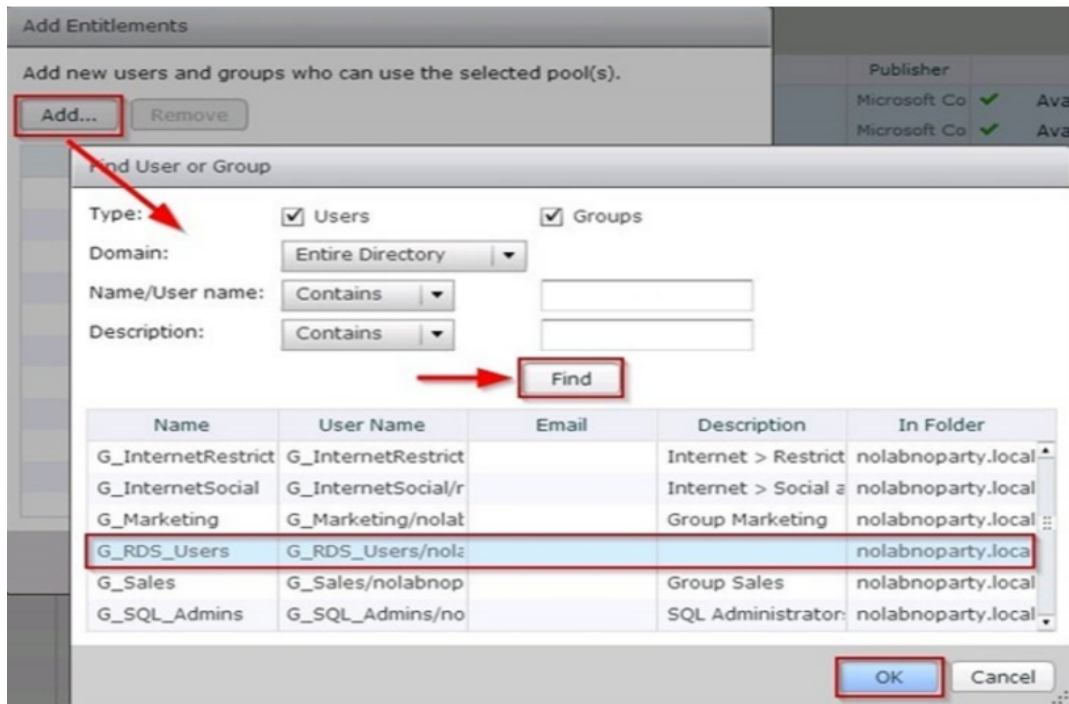 Add Entitlements
Add new users and groups who can use the selected pool(s).
Add... Remove
Publisher
Microsoft Co Ava
Microsoft Co Ava
Find User or Group
Type: Users Groups
Domain: Entire Directory
Name/User name: Contains
Description: Contains
Find
Name User Name Email Description In Folder
G_InternetRestrict G_InternetRestrict Internet > Restrict nolabnoparty.local
G_InternetSocial G_InternetSocial/r Internet > Social a nolabnoparty.local
G_Marketing G_Marketing/nolat Group Marketing nolabnoparty.local
G_RDS_Users G_RDS_Users/nola nolabnoparty.loca
G_Sales G_Sales/nolabnop Group Sales nolabnoparty.local
G_SQL_Admins G_SQL_Admins/no SQL Administrator: nolabnoparty.local
OK Cancel